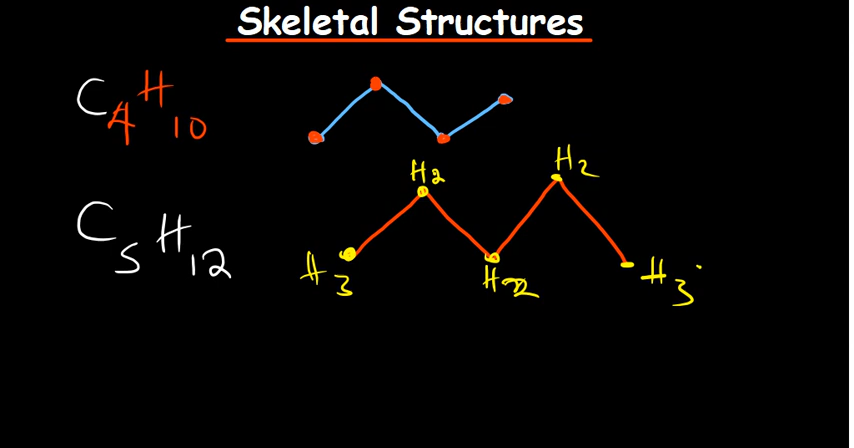 Skeletal Structures
C4H10
H2 H2
C5H12
H3 H2 H3